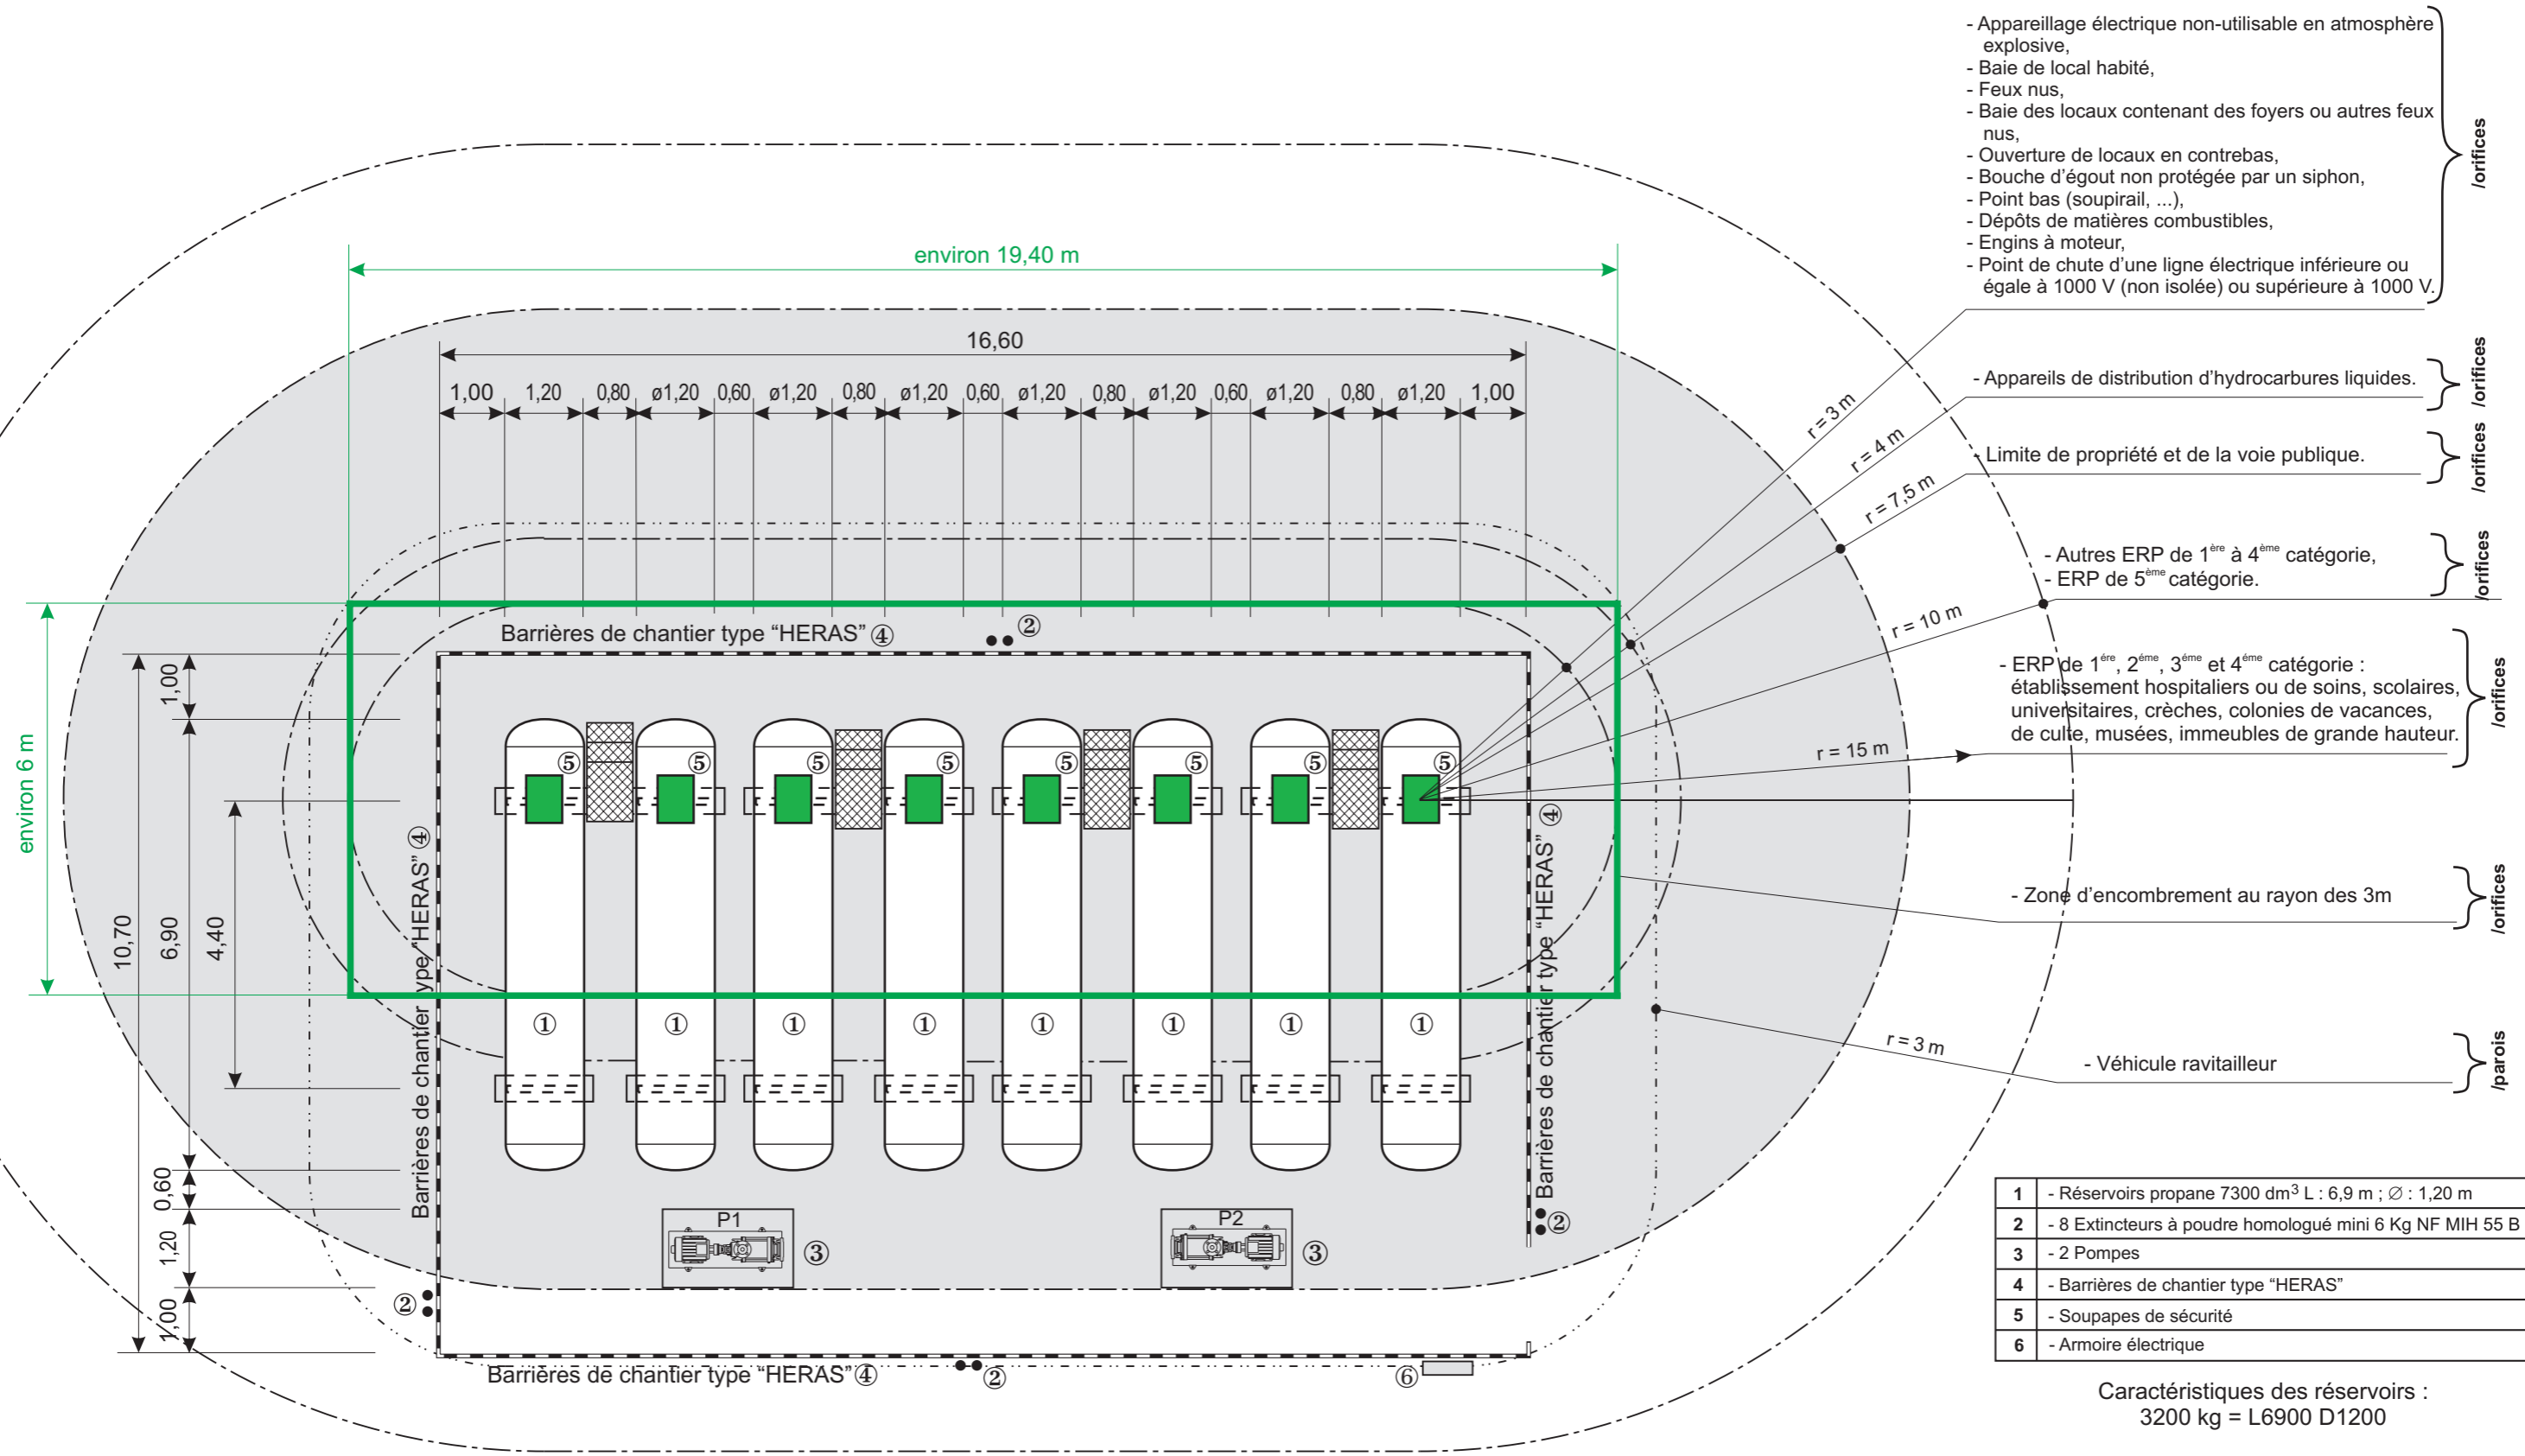 - Appareillage électrique non-utilisable en atmosphère
explosive,
- Baie de local habité,
- Feux nus,
- Baie des locaux contenant des foyers ou autres feux
nus,
- Ouverture de locaux en contrebas,
- Bouche d'égout non protégée par un siphon,
- Point bas (soupirail, ...),
- Dépôts de matières combustibles,
- Engins à moteur,
- Point de chute d'une ligne électrique inférieure ou
égale à 1000 V (non isolée) ou supérieure à 1000 V.
/orifices
environ 19,40 m
16,60
1,00 1,20 0,80 ø1,20 0,60 ø1,20 0,80 ø1,20 0,60 ø1,20 0,80 ø1,20 0,60 ø1,20 0,80 ø1,20 1,00
r = 3 m
- Appareils de distribution d'hydrocarbures liquides.
/orifices
r = 4 m
- Limite de propriété et de la voie publique.
/orifices
r = 7,5 m
- Autres ERP de 1ère à 4ème catégorie,
- ERP de 5ème catégorie.
/orifices
r = 10 m
- ERP de 1ère, 2ème, 3ème et 4ème catégorie :
établissement hospitaliers ou de soins, scolaires,
universitaires, crèches, colonies de vacances,
de culte, musées, immeubles de grande hauteur.
/orifices
r = 15 m
- Zone d'encombrement au rayon des 3m
/orifices
r = 3 m
- Véhicule ravitailleur
/parois
Barrières de chantier type “HERAS” ④
②
environ 6 m
10,70
1,00
6,90
4,40
0,60
1,20
1,00
Barrières de chantier type “HERAS” ④
⑤ ⑤ ⑤ ⑤ ⑤ ⑤ ⑤ ⑤
① ① ① ① ① ① ① ①
Barrières de chantier type “HERAS” ④
P1
③
P2
③
②
②
Barrières de chantier type “HERAS” ④
②
⑥
1 - Réservoirs propane 7300 dm³ L : 6,9 m ; ∅ : 1,20 m
2 - 8 Extincteurs à poudre homologué mini 6 Kg NF MIH 55 B
3 - 2 Pompes
4 - Barrières de chantier type “HERAS”
5 - Soupapes de sécurité
6 - Armoire électrique
Caractéristiques des réservoirs :
3200 kg = L6900 D1200